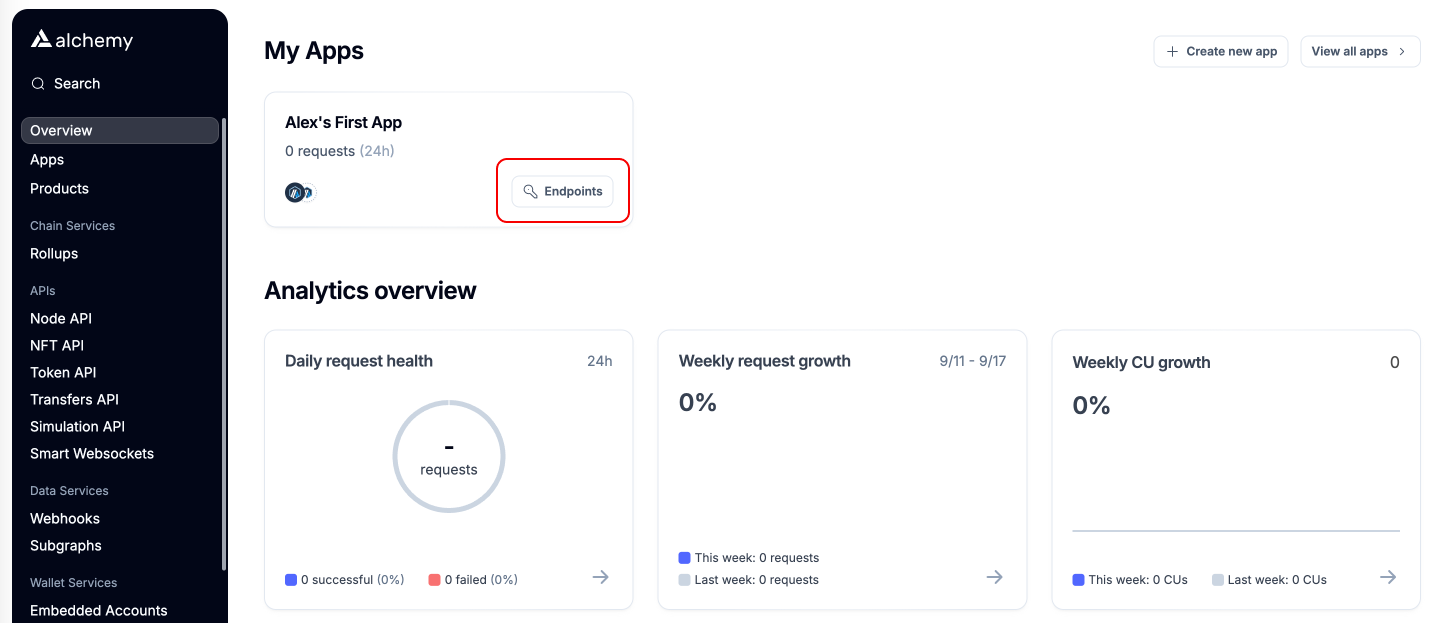 alchemy
Search
Overview
Apps
Products
Chain Services
Rollups
APIs
Node API
NFT API
Token API
Transfers API
Simulation API
Smart Websockets
Data Services
Webhooks
Subgraphs
Wallet Services
Embedded Accounts
My Apps
Create new app
View all apps
Alex's First App
0 requests (24h)
Endpoints
Analytics overview
Daily request health 24h
-
requests
0 successful (0%) 0 failed (0%)
Weekly request growth 9/11 - 9/17
0%
This week: 0 requests
Last week: 0 requests
Weekly CU growth 0
0%
This week: 0 CUs Last week: 0 CUs